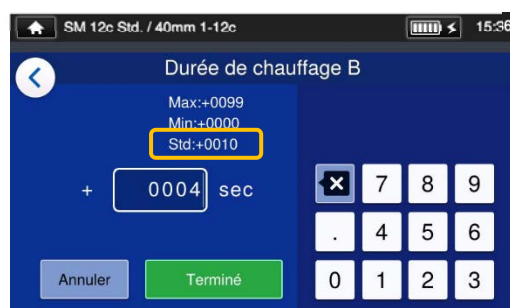 SM 12c Std. / 40mm 1-12c 15:36
Durée de chauffage B
Max:+0099
Min:+0000
Std:+0010
+ 0004 sec
7 8 9
. 4 5 6
Annuler Terminé 0 1 2 3